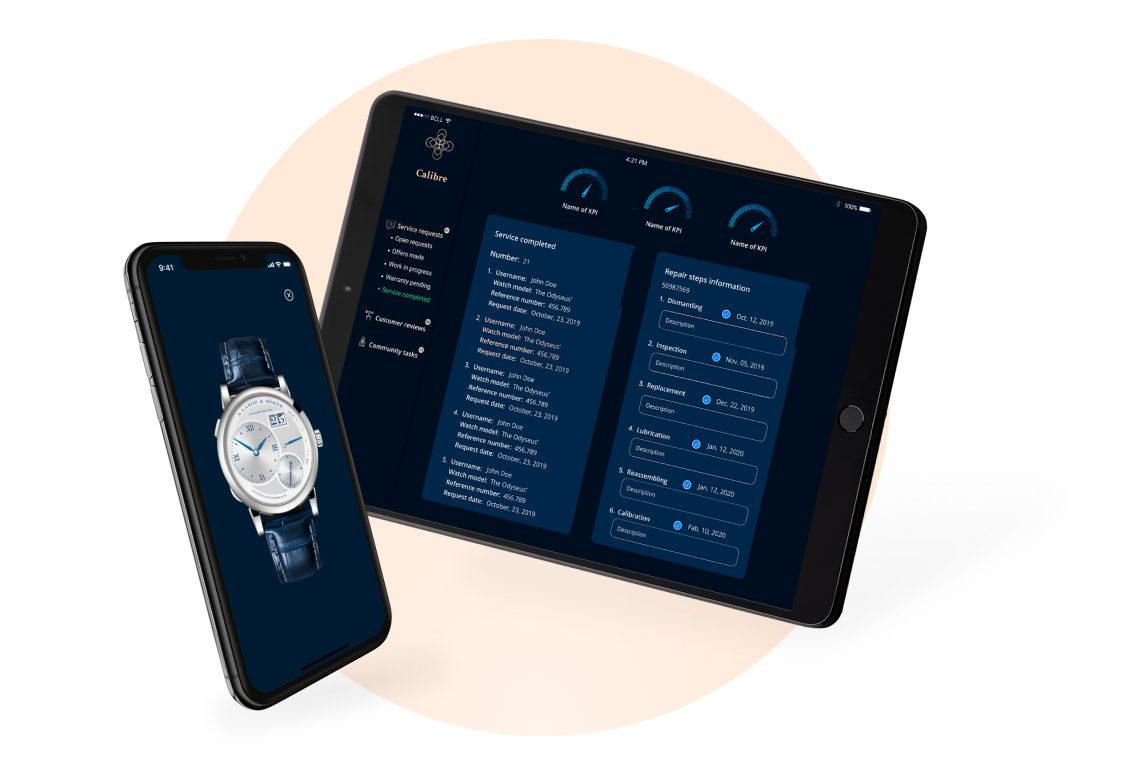 ●●●○○ BELL
4:21 PM
100%
Calibre
Name of KPI
Name of KPI
Name of KPI
Service requests
• Open requests
• Offers made
• Work in progress
• Warranty pending
• Service completed
Customer reviews
Community tasks
Service completed
Number: 21
1. Username: John Doe
Watch model: The Odyseus'
Reference number: 456.789
Request date: October, 23, 2019
2. Username: John Doe
Watch model: The Odyseus'
Reference number: 456.789
Request date: October, 23, 2019
3. Username: John Doe
Watch model: The Odyseus'
Reference number: 456.789
Request date: October, 23, 2019
4. Username: John Doe
Watch model: The Odyseus'
Reference number: 456.789
Request date: October, 23, 2019
5. Username: John Doe
Watch model: The Odyseus'
Reference number: 456.789
Request date: October, 23, 2019
Repair steps information
55987569
1. Dismantling Oct. 12, 2019
Description
2. Inspection Nov. 05, 2019
Description
3. Replacement Dec. 22, 2019
Description
4. Lubrication Jan. 12, 2020
Description
5. Reassembling Jan. 12, 2020
Description
6. Calibration Fab. 10, 2020
Description
9:41
A. LANGE & SÖHNE
25
XII
III
VI
IX